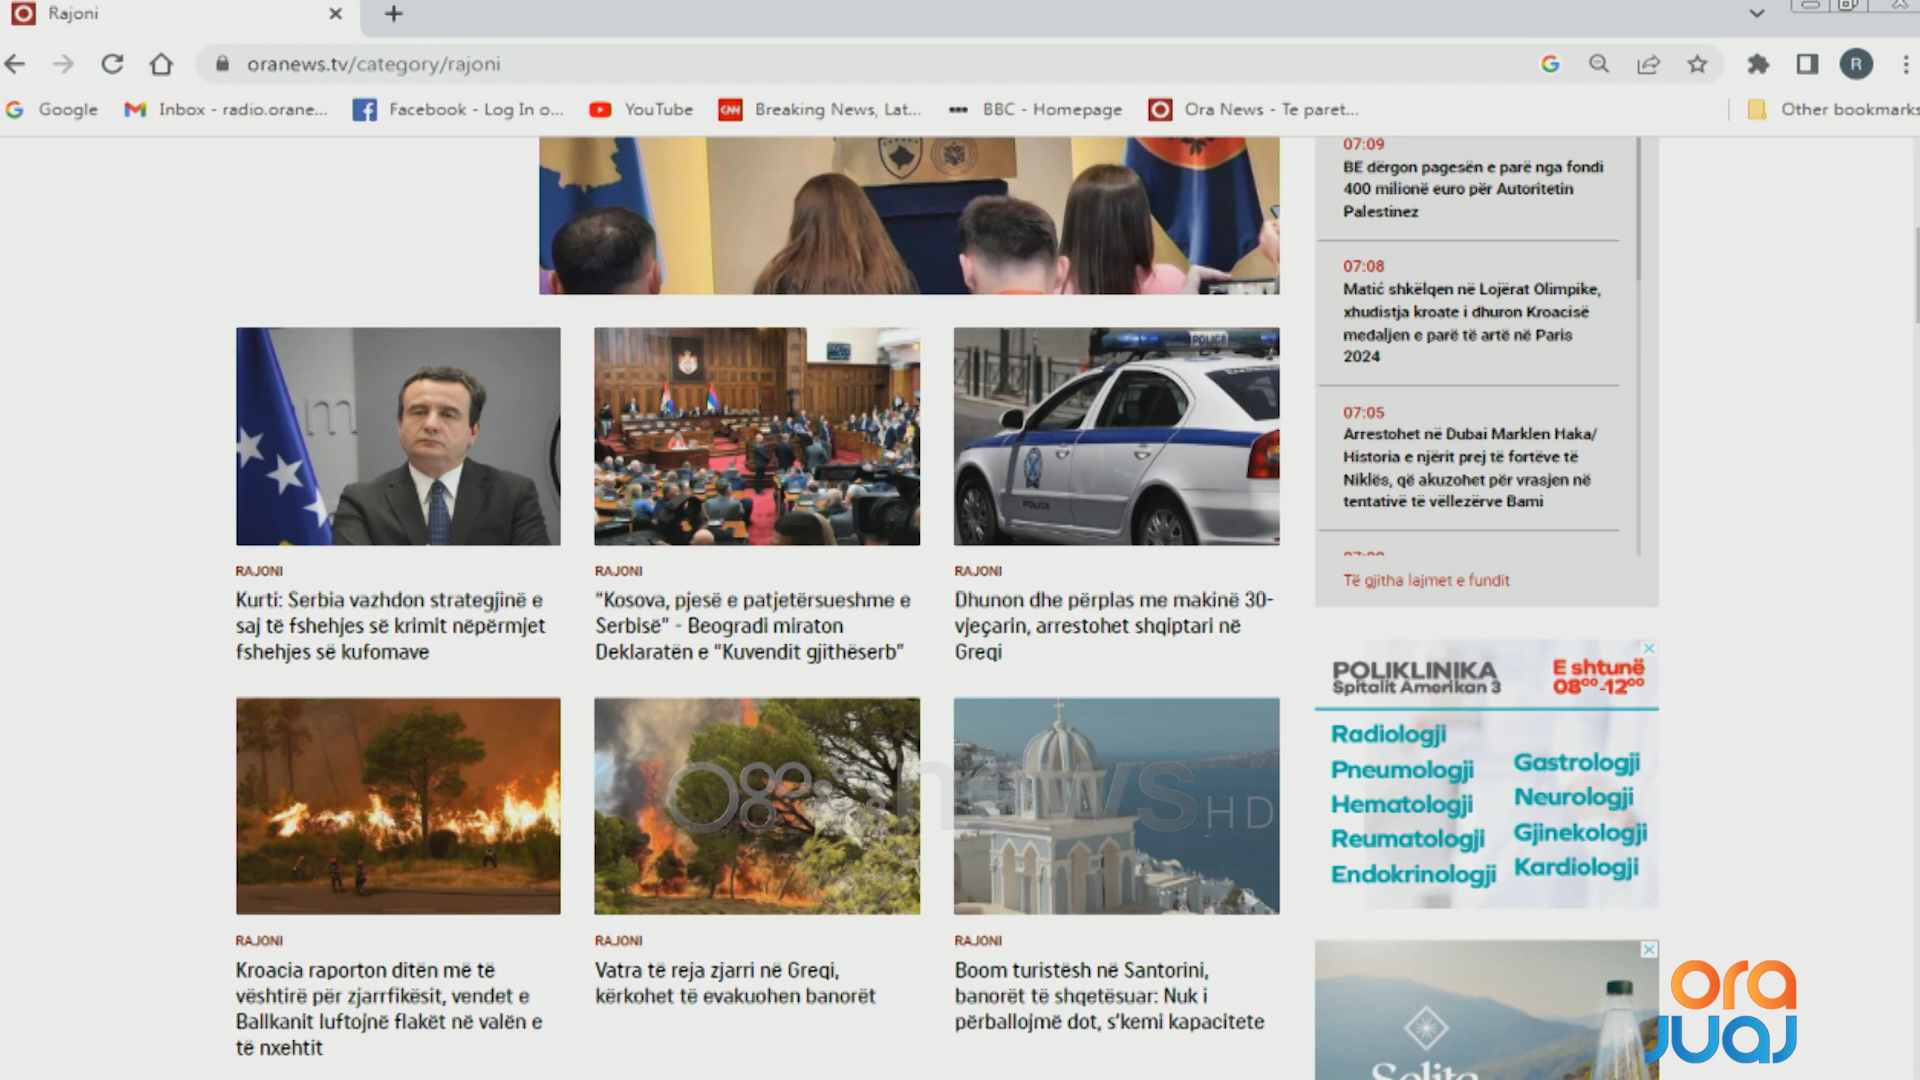 Rajoni
oranews.tv/category/rajoni
R
Google
Inbox - radio.orane...
Facebook - Log In o...
YouTube
CNN
Breaking News, Lat...
BBC - Homepage
Ora News - Te paret...
Other bookmarks
POLICE
RAJONI
Kurti: Serbia vazhdon strategjinë e
saj të fshehjes së krimit nëpërmjet
fshehjes së kufomave
RAJONI
“Kosova, pjesë e patjetërsueshme e
Serbisë” - Beogradi miraton
Deklaratën e “Kuvendit gjithëserb”
RAJONI
Dhunon dhe përplas me makinë 30-
vjeçarin, arrestohet shqiptari në
Greqi
RAJONI
Kroacia raporton ditën më të
vështirë për zjarrfikësit, vendet e
Ballkanit luftojnë flakët në valën e
të nxehtit
RAJONI
Vatra të reja zjarri në Greqi,
kërkohet të evakuohen banorët
RAJONI
Boom turistësh në Santorini,
banorët të shqetësuar: Nuk i
përballojmë dot, s’kemi kapacitete
07:09
BE dërgon pagesën e parë nga fondi
400 milionë euro për Autoritetin
Palestinez
07:08
Matić shkëlqen në Lojërat Olimpike,
xhudistja kroate i dhuron Kroacisë
medaljen e parë të artë në Paris
2024
07:05
Arrestohet në Dubai Marklen Haka/
Historia e njërit prej të fortëve të
Niklës, që akuzohet për vrasjen në
tentativë të vëllezërve Bami
Të gjitha lajmet e fundit
POLIKLINIKA
Spitalit Amerikan 3
E shtunë
08⁰⁰-12⁰⁰
Radiologji
Pneumologji
Hematologji
Reumatologji
Endokrinologji
Gastrologji
Neurologji
Gjinekologji
Kardiologji
news HD
Selita
ora
juaj